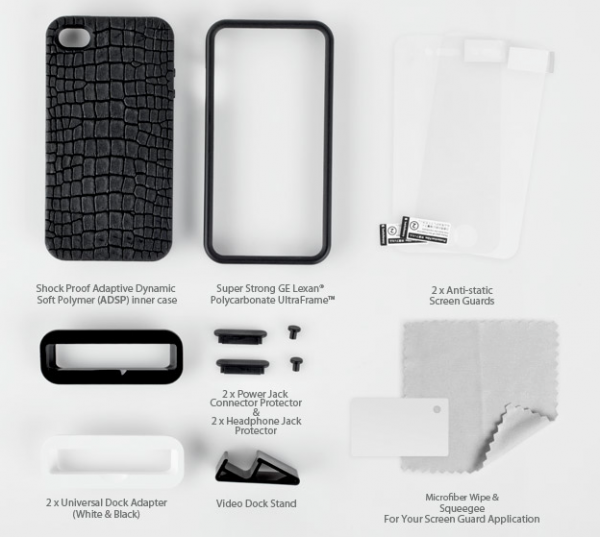 Shock Proof Adaptive Dynamic
Soft Polymer (ADSP) inner case
Super Strong GE Lexan®
Polycarbonate UltraFrame™
2 x Anti-static
Screen Guards
2 x Power Jack
Connector Protector
&
2 x Headphone Jack
Protector
2 x Universal Dock Adapter
(White & Black)
Video Dock Stand
Microfiber Wipe &
Squeegee
For Your Screen Guard Application